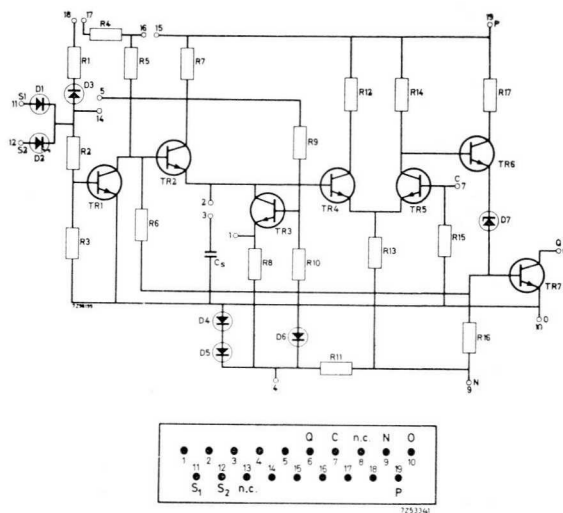 18 17 R4 16 15 19 P
R1 R5 R7 R12 R14 R17
S1 D1 D3 5
11
14
12 S2 D2 R2 R9
TR1 TR2 TR3 TR4 TR5 TR6
C 7
2
3
1
R3 R6 Cs R8 R10 R13 R15 D7
Q
TR7
D4 D5 D6 R11 R16
O
10
4
N
9
Q C n.c. N O
1 2 3 4 5 6 7 8 9 10
11 12 13 14 15 16 17 18 19
S1 S2 n.c. P
7Z53341